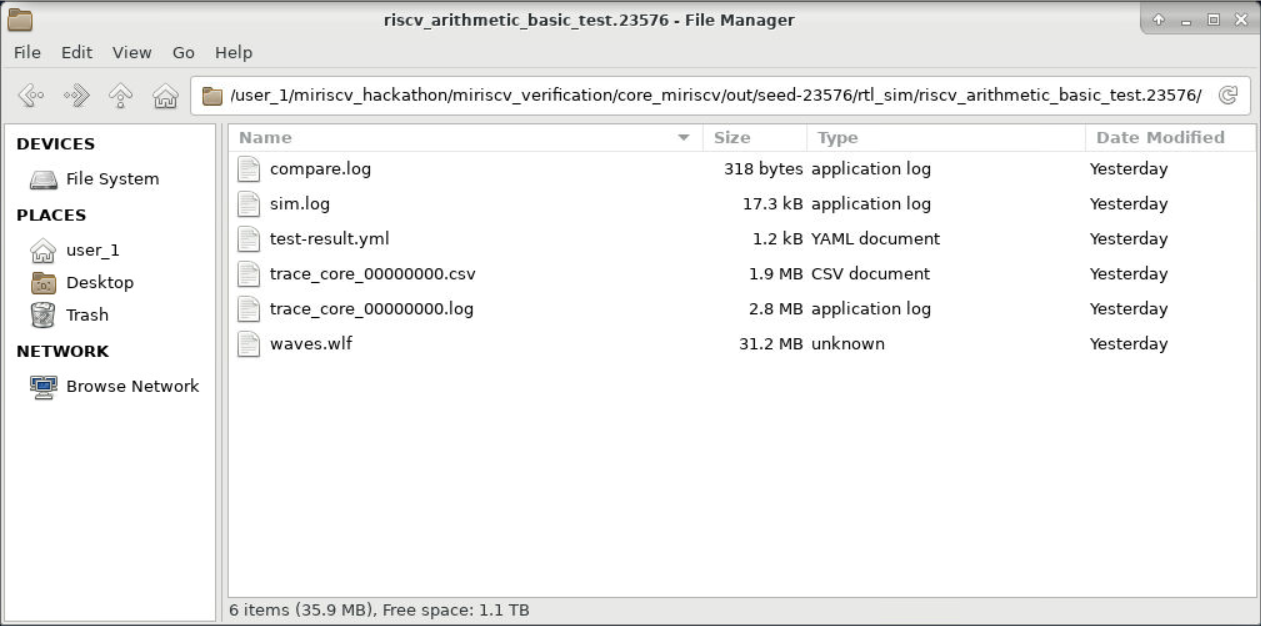 riscv_arithmetic_basic_test.23576 - File Manager
File Edit View Go Help
/user_1/miriscv_hackathon/miriscv_verification/core_miriscv/out/seed-23576/rtl_sim/riscv_arithmetic_basic_test.23576/
DEVICES
File System
PLACES
user_1
Desktop
Trash
NETWORK
Browse Network
Name Size Type Date Modified
compare.log 318 bytes application log Yesterday
sim.log 17.3 kB application log Yesterday
test-result.yml 1.2 kB YAML document Yesterday
trace_core_00000000.csv 1.9 MB CSV document Yesterday
trace_core_00000000.log 2.8 MB application log Yesterday
waves.wlf 31.2 MB unknown Yesterday
6 items (35.9 MB), Free space: 1.1 TB